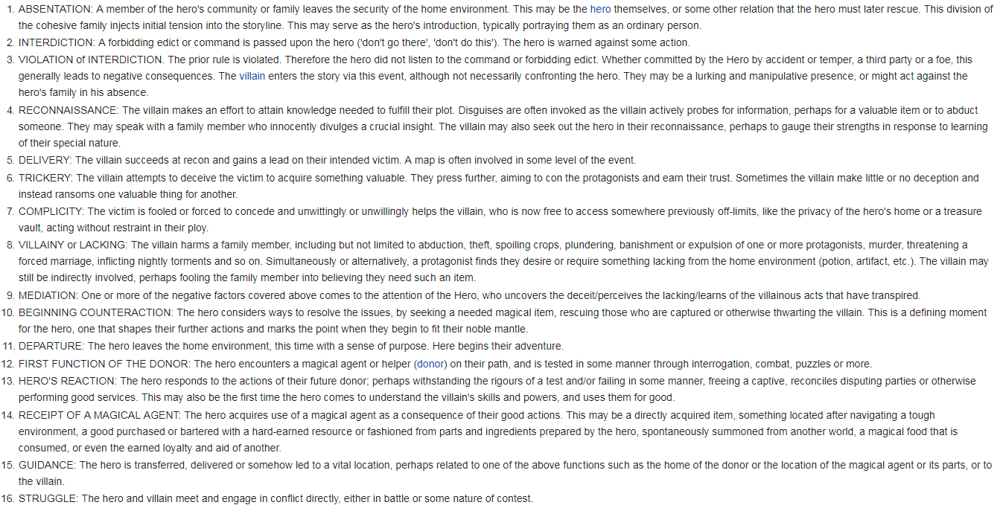 1. ABSENTATION: A member of the hero's community or family leaves the security of the home environment. This may be the hero themselves, or some other relation that the hero must later rescue. This division of
the cohesive family injects initial tension into the storyline. This may serve as the hero's introduction, typically portraying them as an ordinary person.
2. INTERDICTION: A forbidding edict or command is passed upon the hero ('don't go there', 'don't do this'). The hero is warned against some action.
3. VIOLATION of INTERDICTION. The prior rule is violated. Therefore the hero did not listen to the command or forbidding edict. Whether committed by the Hero by accident or temper, a third party or a foe, this
generally leads to negative consequences. The villain enters the story via this event, although not necessarily confronting the hero. They may be a lurking and manipulative presence, or might act against the
hero's family in his absence.
4. RECONNAISSANCE: The villain makes an effort to attain knowledge needed to fulfill their plot. Disguises are often invoked as the villain actively probes for information, perhaps for a valuable item or to abduct
someone. They may speak with a family member who innocently divulges a crucial insight. The villain may also seek out the hero in their reconnaissance, perhaps to gauge their strengths in response to learning
of their special nature.
5. DELIVERY: The villain succeeds at recon and gains a lead on their intended victim. A map is often involved in some level of the event.
6. TRICKERY: The villain attempts to deceive the victim to acquire something valuable. They press further, aiming to con the protagonists and earn their trust. Sometimes the villain make little or no deception and
instead ransoms one valuable thing for another.
7. COMPLICITY: The victim is fooled or forced to concede and unwittingly or unwillingly helps the villain, who is now free to access somewhere previously off-limits, like the privacy of the hero's home or a treasure
vault, acting without restraint in their ploy.
8. VILLAINY or LACKING: The villain harms a family member, including but not limited to abduction, theft, spoiling crops, plundering, banishment or expulsion of one or more protagonists, murder, threatening a
forced marriage, inflicting nightly torments and so on. Simultaneously or alternatively, a protagonist finds they desire or require something lacking from the home environment (potion, artifact, etc.). The villain may
still be indirectly involved, perhaps fooling the family member into believing they need such an item.
9. MEDIATION: One or more of the negative factors covered above comes to the attention of the Hero, who uncovers the deceit/perceives the lacking/learns of the villainous acts that have transpired.
10. BEGINNING COUNTERACTION: The hero considers ways to resolve the issues, by seeking a needed magical item, rescuing those who are captured or otherwise thwarting the villain. This is a defining moment
for the hero, one that shapes their further actions and marks the point when they begin to fit their noble mantle.
11. DEPARTURE: The hero leaves the home environment, this time with a sense of purpose. Here begins their adventure.
12. FIRST FUNCTION OF THE DONOR: The hero encounters a magical agent or helper (donor) on their path, and is tested in some manner through interrogation, combat, puzzles or more.
13. HERO'S REACTION: The hero responds to the actions of their future donor; perhaps withstanding the rigours of a test and/or failing in some manner, freeing a captive, reconciles disputing parties or otherwise
performing good services. This may also be the first time the hero comes to understand the villain's skills and powers, and uses them for good.
14. RECEIPT OF A MAGICAL AGENT: The hero acquires use of a magical agent as a consequence of their good actions. This may be a directly acquired item, something located after navigating a tough
environment, a good purchased or bartered with a hard-earned resource or fashioned from parts and ingredients prepared by the hero, spontaneously summoned from another world, a magical food that is
consumed, or even the earned loyalty and aid of another.
15. GUIDANCE: The hero is transferred, delivered or somehow led to a vital location, perhaps related to one of the above functions such as the home of the donor or the location of the magical agent or its parts, or to
the villain.
16. STRUGGLE: The hero and villain meet and engage in conflict directly, either in battle or some nature of contest.